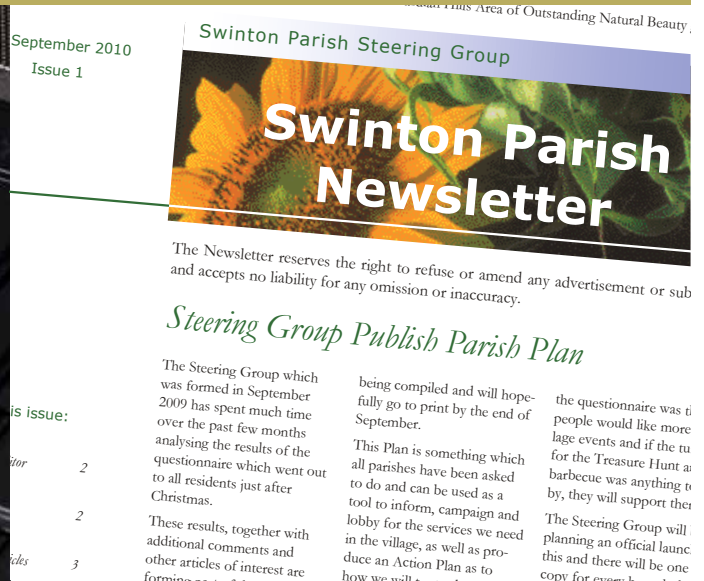 Hills Area of Outstanding Natural Beauty
September 2010
Issue 1
Swinton Parish Steering Group
Swinton Parish
Newsletter
The Newsletter reserves the right to refuse or amend any advertisement or sub
and accepts no liability for any omission or inaccuracy.
Steering Group Publish Parish Plan
The Steering Group which
was formed in September
2009 has spent much time
over the past few months
analysing the results of the
questionnaire which went out
to all residents just after
Christmas.
These results, together with
additional comments and
other articles of interest are
being compiled and will hope-
fully go to print by the end of
September.
This Plan is something which
all parishes have been asked
to do and can be used as a
tool to inform, campaign and
lobby for the services we need
in the village, as well as pro-
duce an Action Plan as to
how we will
the questionnaire was
people would like more
lage events and if the tu
for the Treasure Hunt
barbecue was anything
by, they will support
The Steering Group will
planning an official
this and there will be one
copy for every
is issue:
itor 2
2
icles 3